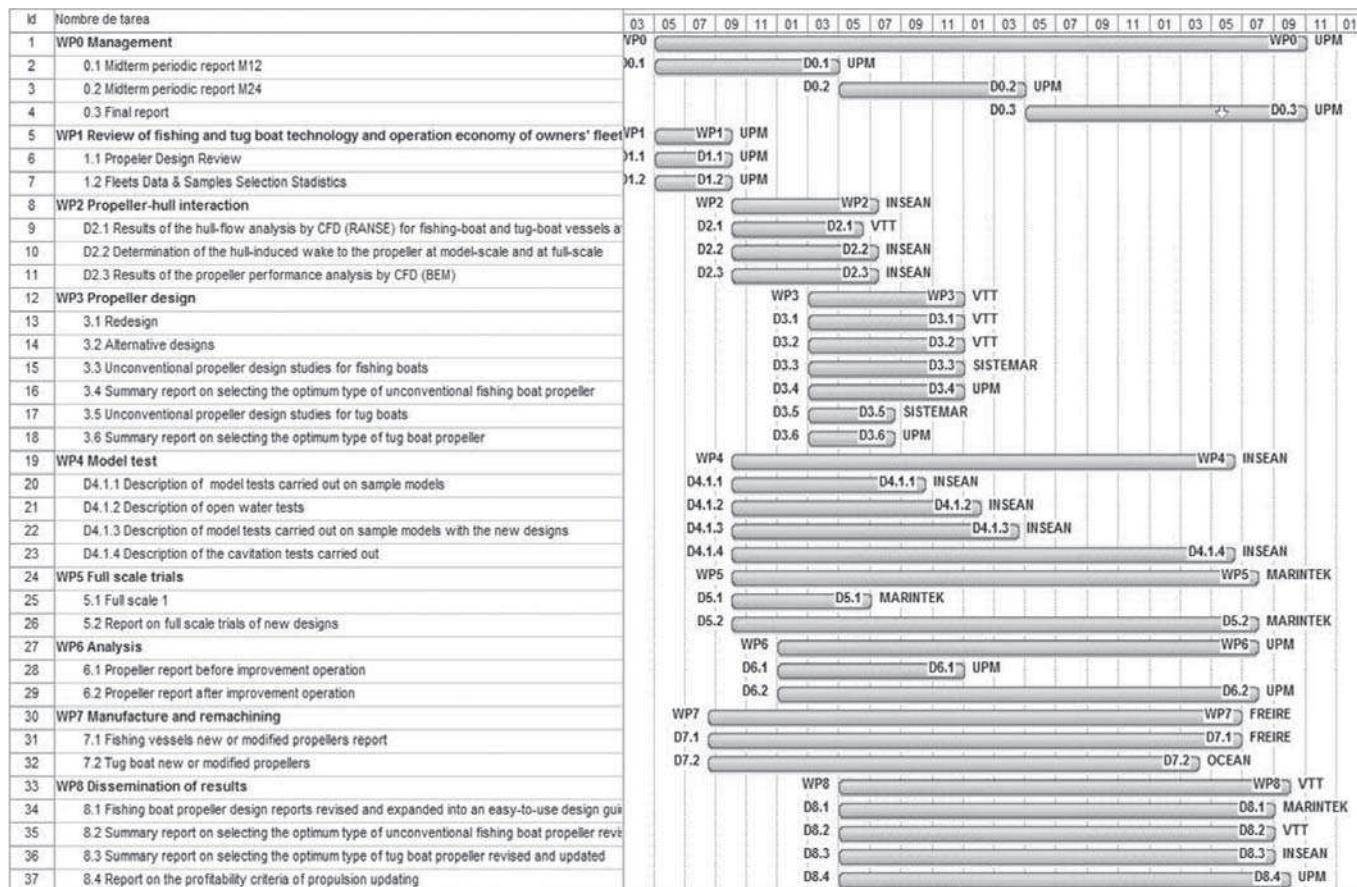 Id Nombre de tarea 03 05 07 09 11 01 03 05 07 09 11 01 03 05 07 09 11 01 03 05 07 09 11 01
1 WP0 Management WP0 WP0 UPM
2 0.1 Midterm periodic report M12 D0.1 D0.1 UPM
3 0.2 Midterm periodic report M24 D0.2 D0.2 UPM
4 0.3 Final report D0.3 D0.3 UPM
5 WP1 Review of fishing and tug boat technology and operation economy of owners' fleet WP1 WP1 UPM
6 1.1 Propeler Design Review D1.1 D1.1 UPM
7 1.2 Fleets Data & Samples Selection Stadistics D1.2 D1.2 UPM
8 WP2 Propeller-hull interaction WP2 WP2 INSEAN
9 D2.1 Results of the hull-flow analysis by CFD (RANSE) for fishing-boat and tug-boat vessels a D2.1 D2.1 VTT
10 D2.2 Determination of the hull-induced wake to the propeller at model-scale and at full-scale D2.2 D2.2 INSEAN
11 D2.3 Results of the propeller performance analysis by CFD (BEM) D2.3 D2.3 INSEAN
12 WP3 Propeller design WP3 WP3 VTT
13 3.1 Redesign D3.1 D3.1 VTT
14 3.2 Alternative designs D3.2 D3.2 VTT
15 3.3 Unconventional propeller design studies for fishing boats D3.3 D3.3 SISTEMAR
16 3.4 Summary report on selecting the optimum type of unconventional fishing boat propeller D3.4 D3.4 UPM
17 3.5 Unconventional propeller design studies for tug boats D3.5 D3.5 SISTEMAR
18 3.6 Summary report on selecting the optimum type of tug boat propeller D3.6 D3.6 UPM
19 WP4 Model test WP4 WP4 INSEAN
20 D4.1.1 Description of model tests carried out on sample models D4.1.1 D4.1.1 INSEAN
21 D4.1.2 Description of open water tests D4.1.2 D4.1.2 INSEAN
22 D4.1.3 Description of model tests carried out on sample models with the new designs D4.1.3 D4.1.3 INSEAN
23 D4.1.4 Description of the cavitation tests carried out D4.1.4 D4.1.4 INSEAN
24 WP5 Full scale trials WP5 WP5 MARINTEK
25 5.1 Full scale 1 D5.1 D5.1 MARINTEK
26 5.2 Report on full scale trials of new designs D5.2 D5.2 MARINTEK
27 WP6 Analysis WP6 WP6 UPM
28 6.1 Propeller report before improvement operation D6.1 D6.1 UPM
29 6.2 Propeller report after improvement operation D6.2 D6.2 UPM
30 WP7 Manufacture and remachining WP7 WP7 FREIRE
31 7.1 Fishing vessels new or modified propellers report D7.1 D7.1 FREIRE
32 7.2 Tug boat new or modified propellers D7.2 D7.2 OCEAN
33 WP8 Dissemination of results WP8 WP8 VTT
34 8.1 Fishing boat propeller design reports revised and expanded into an easy-to-use design gui D8.1 D8.1 MARINTEK
35 8.2 Summary report on selecting the optimum type of unconventional fishing boat propeller revi D8.2 D8.2 VTT
36 8.3 Summary report on selecting the optimum type of tug boat propeller revised and updated D8.3 D8.3 INSEAN
37 8.4 Report on the profitability criteria of propulsion updating D8.4 D8.4 UPM